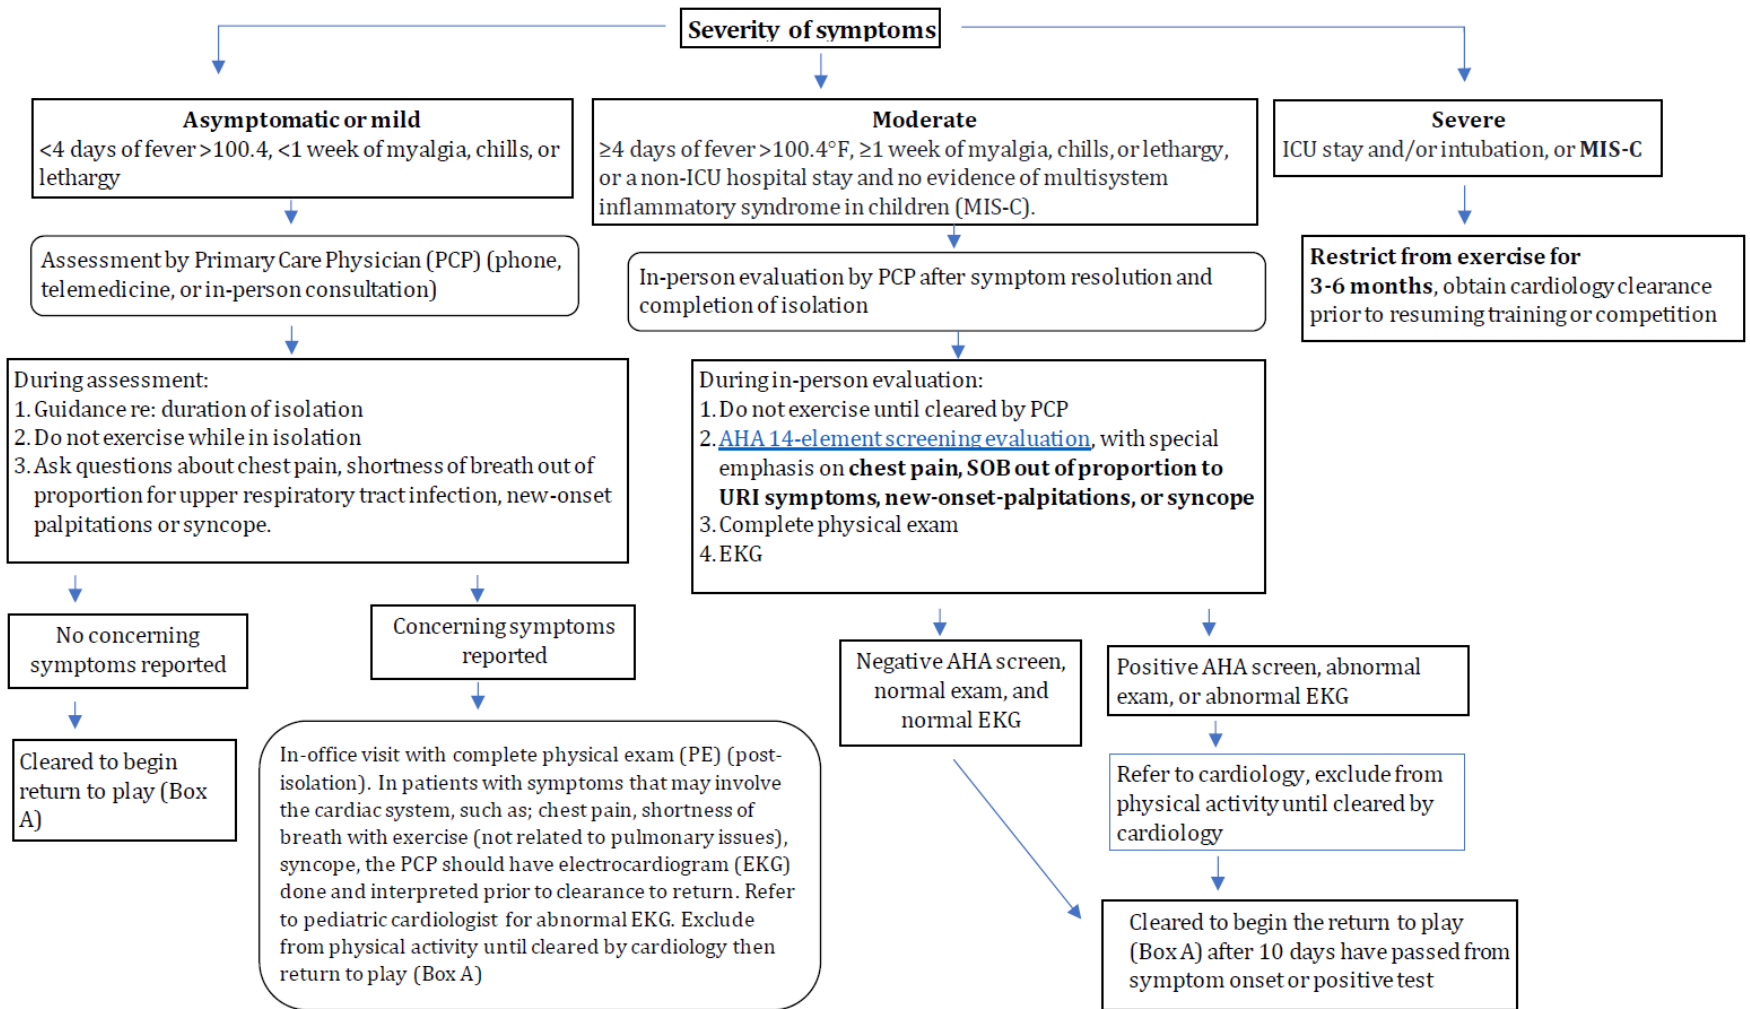 Severity of symptoms
Asymptomatic or mild
<4 days of fever >100.4, <1 week of myalgia, chills, or
lethargy
Moderate
≥4 days of fever >100.4°F, ≥1 week of myalgia, chills, or lethargy,
or a non-ICU hospital stay and no evidence of multisystem
inflammatory syndrome in children (MIS-C).
Severe
ICU stay and/or intubation, or MIS-C
Assessment by Primary Care Physician (PCP) (phone,
telemedicine, or in-person consultation)
In-person evaluation by PCP after symptom resolution and
completion of isolation
Restrict from exercise for
3-6 months, obtain cardiology clearance
prior to resuming training or competition
During assessment:
1. Guidance re: duration of isolation
2. Do not exercise while in isolation
3. Ask questions about chest pain, shortness of breath out of
proportion for upper respiratory tract infection, new-onset
palpitations or syncope.
During in-person evaluation:
1. Do not exercise until cleared by PCP
2. AHA 14-element screening evaluation, with special
emphasis on chest pain, SOB out of proportion to
URI symptoms, new-onset-palpitations, or syncope
3. Complete physical exam
4. EKG
No concerning
symptoms reported
Concerning symptoms
reported
Negative AHA screen,
normal exam, and
normal EKG
Positive AHA screen, abnormal
exam, or abnormal EKG
Cleared to begin
return to play (Box
A)
In-office visit with complete physical exam (PE) (post-
isolation). In patients with symptoms that may involve
the cardiac system, such as; chest pain, shortness of
breath with exercise (not related to pulmonary issues),
syncope, the PCP should have electrocardiogram (EKG)
done and interpreted prior to clearance to return. Refer
to pediatric cardiologist for abnormal EKG. Exclude
from physical activity until cleared by cardiology then
return to play (Box A)
Refer to cardiology, exclude from
physical activity until cleared by
cardiology
Cleared to begin the return to play
(Box A) after 10 days have passed from
symptom onset or positive test